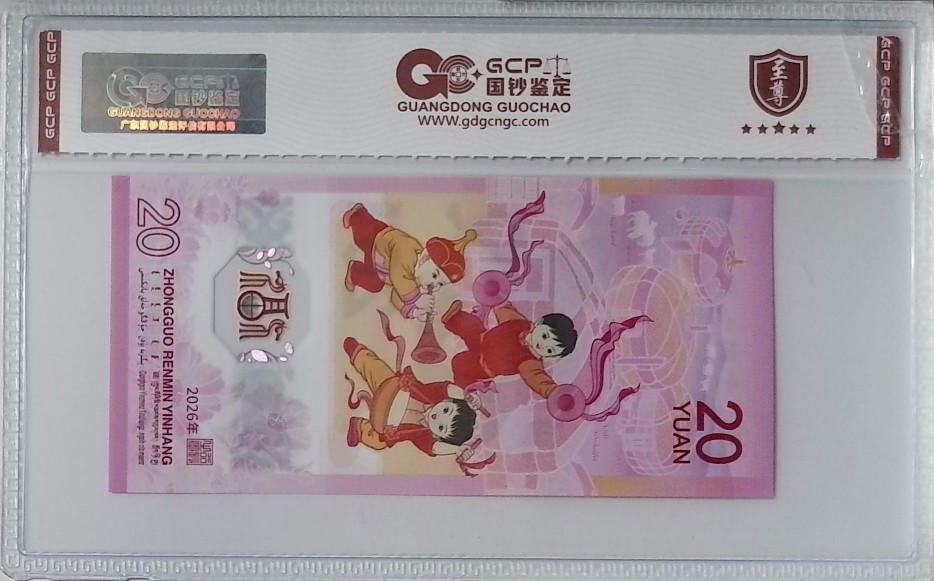 GCP GCP GCP
GCP
国钞鉴定
GUANGDONG GUOCHAO
广东国钞鉴定评估有限公司
GCP
国钞鉴定
GUANGDONG GUOCHAO
www.gdgcngc.com
至尊
GCP GCP GCP
20
ZHONGGUO RENMIN YINHANG
2026年
20
YUAN